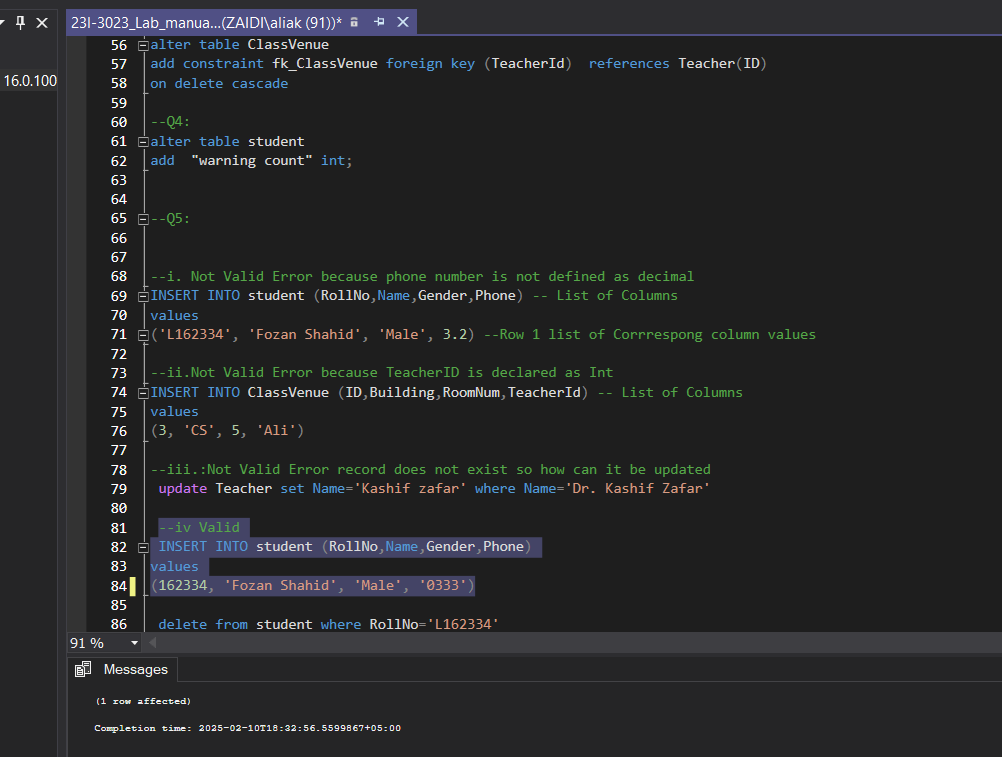 23I-3023_Lab_manua...(ZAIDI\aliak (91))*
16.0.100
56 alter table ClassVenue
57 add constraint fk_ClassVenue foreign key (TeacherId)  references Teacher(ID)
58 on delete cascade
59
60 --Q4:
61 alter table student
62 add  "warning count" int;
63
64
65 --Q5:
66
67
68 --i. Not Valid Error because phone number is not defined as decimal
69 INSERT INTO student (RollNo,Name,Gender,Phone) -- List of Columns
70 values
71 ('L162334', 'Fozan Shahid', 'Male', 3.2) --Row 1 list of Corrrespong column values
72
73 --ii.Not Valid Error because TeacherID is declared as Int
74 INSERT INTO ClassVenue (ID,Building,RoomNum,TeacherId) -- List of Columns
75 values
76 (3, 'CS', 5, 'Ali')
77
78 --iii.:Not Valid Error record does not exist so how can it be updated
79 update Teacher set Name='Kashif zafar' where Name='Dr. Kashif Zafar'
80
81 --iv Valid
82 INSERT INTO student (RollNo,Name,Gender,Phone)
83 values
84 (162334, 'Fozan Shahid', 'Male', '0333')
85
86 delete from student where RollNo='L162334'
91 %
Messages
(1 row affected)
Completion time: 2025-02-10T18:32:56.5599867+05:00